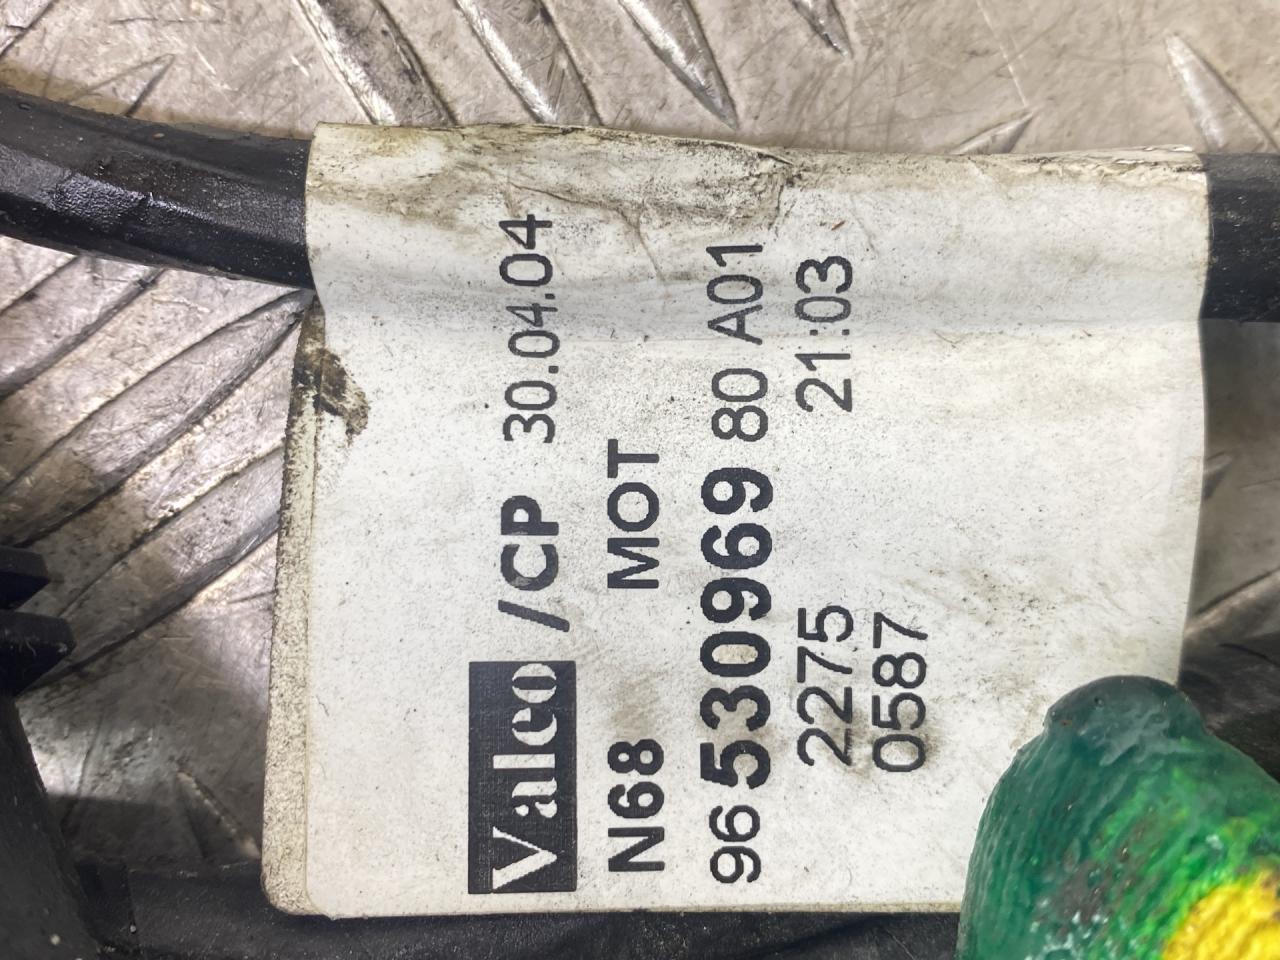 Valeo /CP 30.04.04
N68 MOT
96 530969 80 A01
2275 21:03
0587